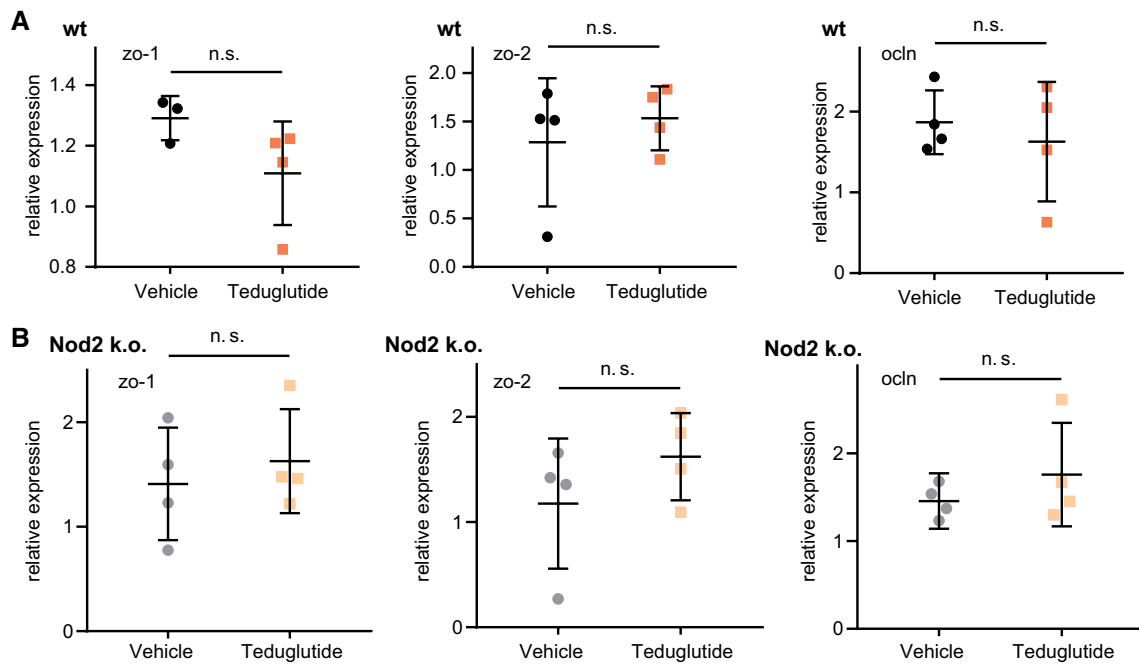 A
wt
zo-1
n.s.
relative expression
1.4
1.2
1.0
0.8
Vehicle
Teduglutide
wt
zo-2
n.s.
relative expression
2.0
1.5
1.0
0.5
0.0
Vehicle
Teduglutide
wt
ocln
n.s.
relative expression
2
1
0
Vehicle
Teduglutide
B
Nod2 k.o.
zo-1
n. s.
relative expression
2
1
0
Vehicle
Teduglutide
Nod2 k.o.
zo-2
n. s.
relative expression
2
1
0
Vehicle
Teduglutide
Nod2 k.o.
ocln
n. s.
relative expression
2
1
0
Vehicle
Teduglutide